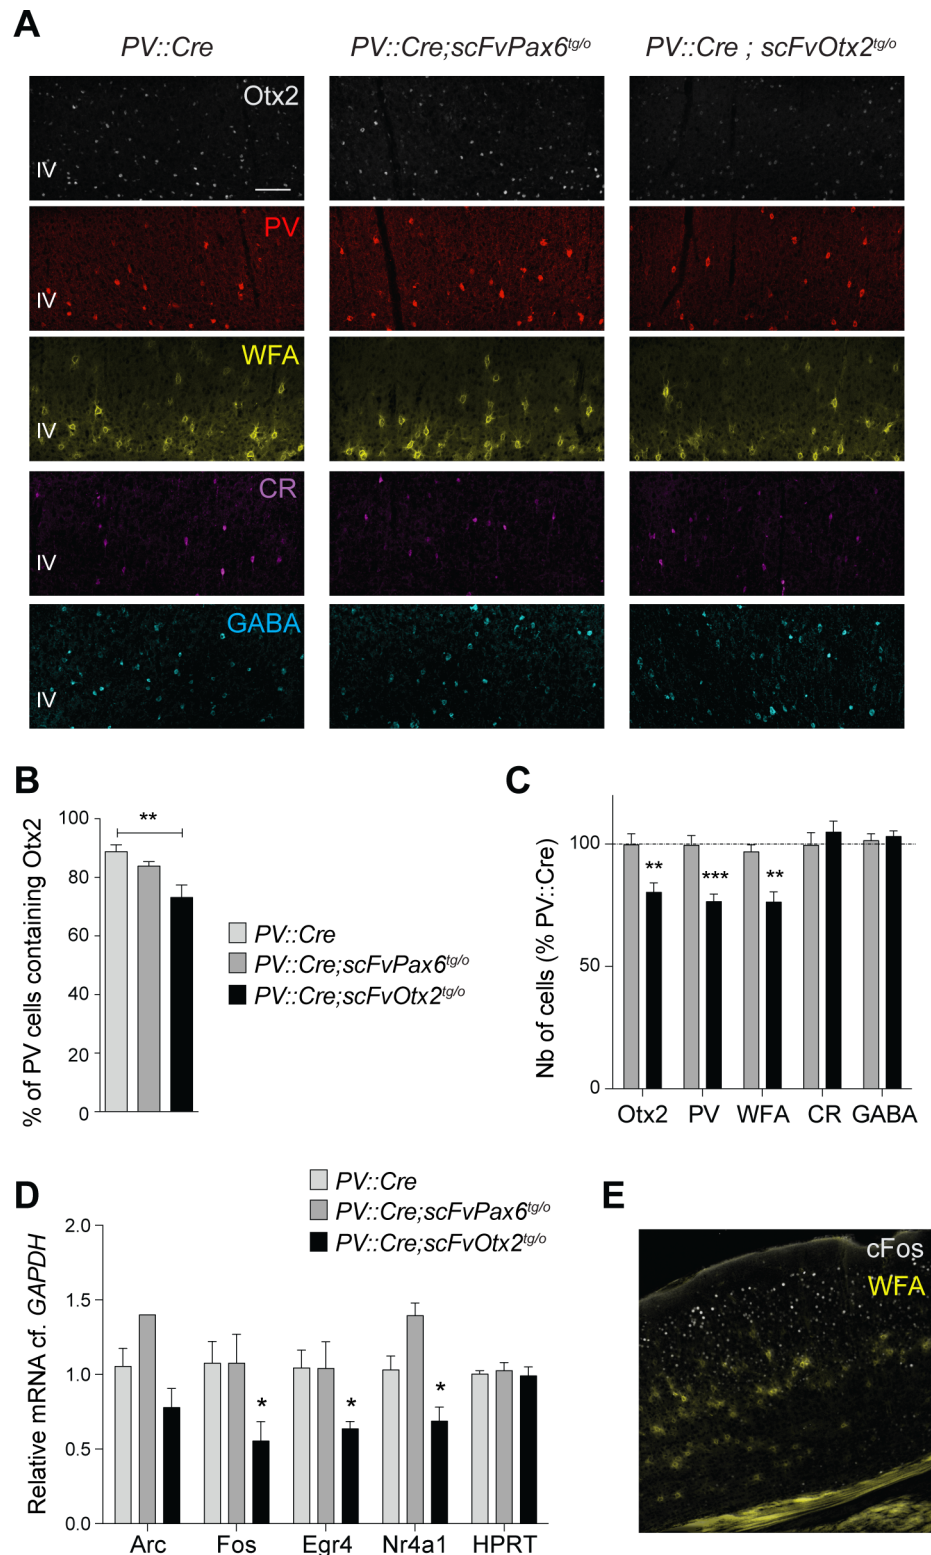 A
PV::Cre
PV::Cre;scFvPax6tg/o
PV::Cre ; scFvOtx2tg/o
Otx2
IV
PV
IV
WFA
IV
CR
IV
GABA
IV
B
% of PV cells containing Otx2
100
80
60
40
20
0
**
PV::Cre
PV::Cre;scFvPax6tg/o
PV::Cre;scFvOtx2tg/o
C
Nb of cells (% PV::Cre)
100
50
0
**
***
**
Otx2 PV WFA CR GABA
D
PV::Cre
PV::Cre;scFvPax6tg/o
PV::Cre;scFvOtx2tg/o
Relative mRNA cf. GAPDH
2.0
1.5
1.0
0.5
0.0
*
*
*
Arc Fos Egr4 Nr4a1 HPRT
E
cFos
WFA